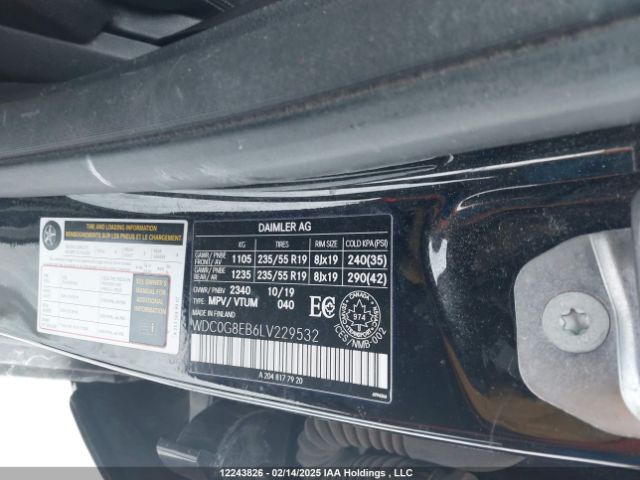 TIRE AND LOADING INFORMATION
RENSEIGNEMENTS SUR LES PNEUS ET LE CHARGEMENT
SEE OWNER'S
MANUAL FOR
ADDITIONAL
INFORMATION
DAIMLER AG
KG TIRES RIM SIZE COLD KPA(PSI)
GAWR/ PNBE FRONT/ AV 1105 235/55 R19 8Jx19 240(35)
GAWR/ PNBE REAR/ AR 1235 235/55 R19 8Jx19 290(42)
GVWR/ PNBV 2340 10/19
TYPE: MPV/ VTUM 040
MADE IN FINLAND
WDC0G8EB6LV229532
EC
CANADA
974
ICES/NMB-002
A 204 817 79 20
12243826 - 02/14/2025 IAA Holdings , LLC